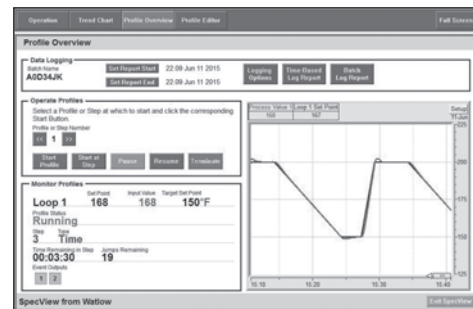 Operation Trend Chart Profile Overview Profile Editor Full Screen
Profile Overview
Data Logging
Batch Name
A0D34JK
Set Report Start 22:09 Jun 11 2015
Set Report End 22:09 Jun 11 2015
Logging Options
Time-Based Log Report
Batch Log Report
Operate Profiles
Select a Profile or Step at which to start and click the corresponding
Start Button.
Profile or Step Number
<< 1 >>
Start Profile
Start at Step
Pause
Resume
Terminate
Monitor Profiles
Set Point Input Value Target Set Point
Loop 1 168 168 150°F
Profile Status
Running
Step Type
3 Time
Time Remaining in Step Jumps Remaining
00:03:30 19
Event Outputs
1 2
Process Value 1 Loop 1 Set Point
168 167
Setup
11-Jun
225
200
175
150
125
15.10 15.20 15.30 15.40
SpecView from Watlow
Exit SpecView